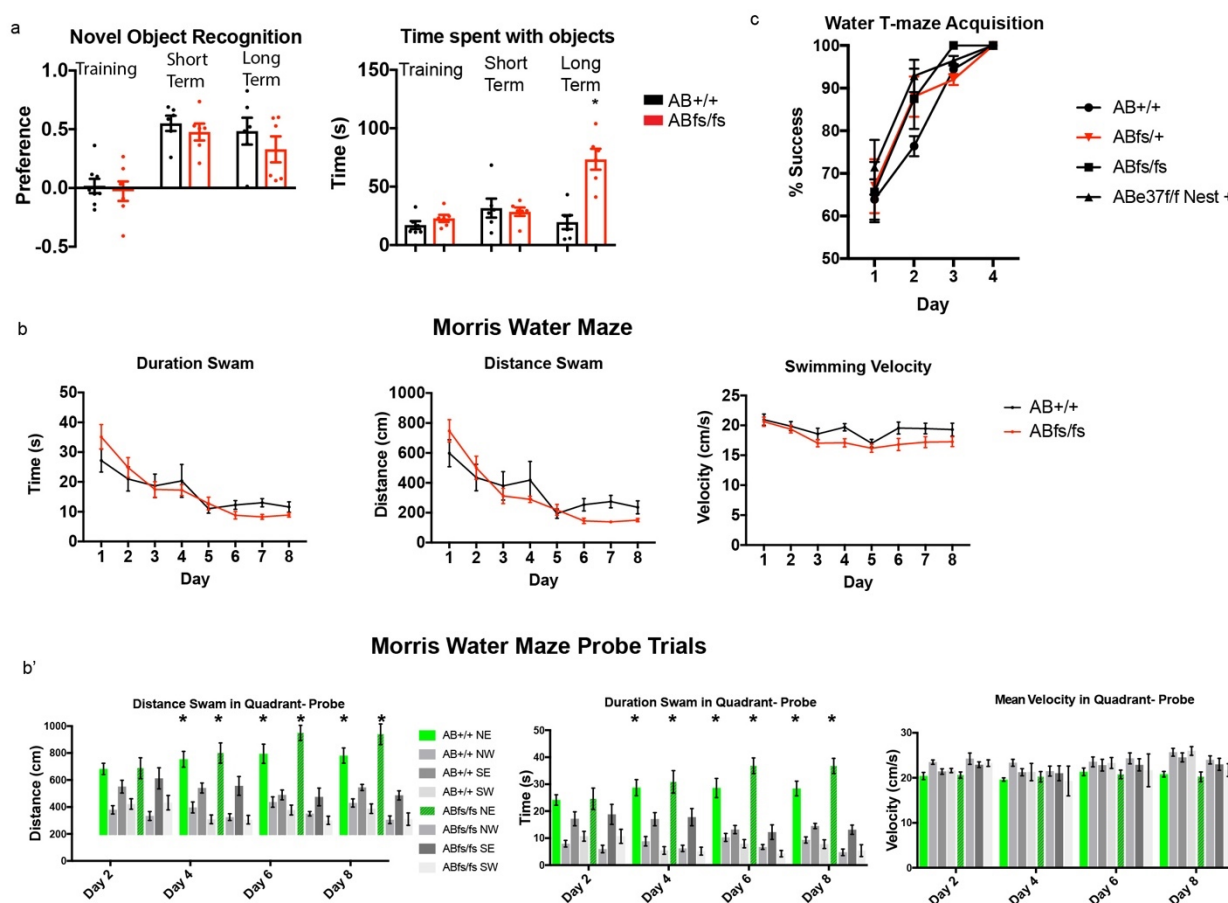 a
Novel Object Recognition
Training
Short
Term
Long
Term
Preference
1.0
0.5
0.0
-0.5
Time spent with objects
Training
Short
Term
Long
Term
*
Time (s)
150
100
50
0
AB+/+
ABfs/fs
c
Water T-maze Acquisition
% Success
100
90
80
70
60
50
1 2 3 4
Day
AB+/+
ABfs/+
ABfs/fs
ABe37f/f Nest +
b
Morris Water Maze
Duration Swam
Time (s)
50
40
30
20
10
0
1 2 3 4 5 6 7 8
Day
Distance Swam
Distance (cm)
1000
800
600
400
200
0
1 2 3 4 5 6 7 8
Day
Swimming Velocity
Velocity (cm/s)
25
20
15
10
5
0
1 2 3 4 5 6 7 8
Day
AB+/+
ABfs/fs
Morris Water Maze Probe Trials
b'
Distance Swam in Quadrant- Probe
* * * * * *
Distance (cm)
1000
800
600
400
200
Day 2
Day 4
Day 6
Day 8
AB+/+ NE
AB+/+ NW
AB+/+ SE
AB+/+ SW
ABfs/fs NE
ABfs/fs NW
ABfs/fs SE
ABfs/fs SW
Duration Swam in Quadrant- Probe
* * * * * *
Time (s)
50
40
30
20
10
0
Day 2
Day 4
Day 6
Day 8
Mean Velocity in Quadrant- Probe
Velocity (cm/s)
30
20
10
0
Day 2
Day 4
Day 6
Day 8